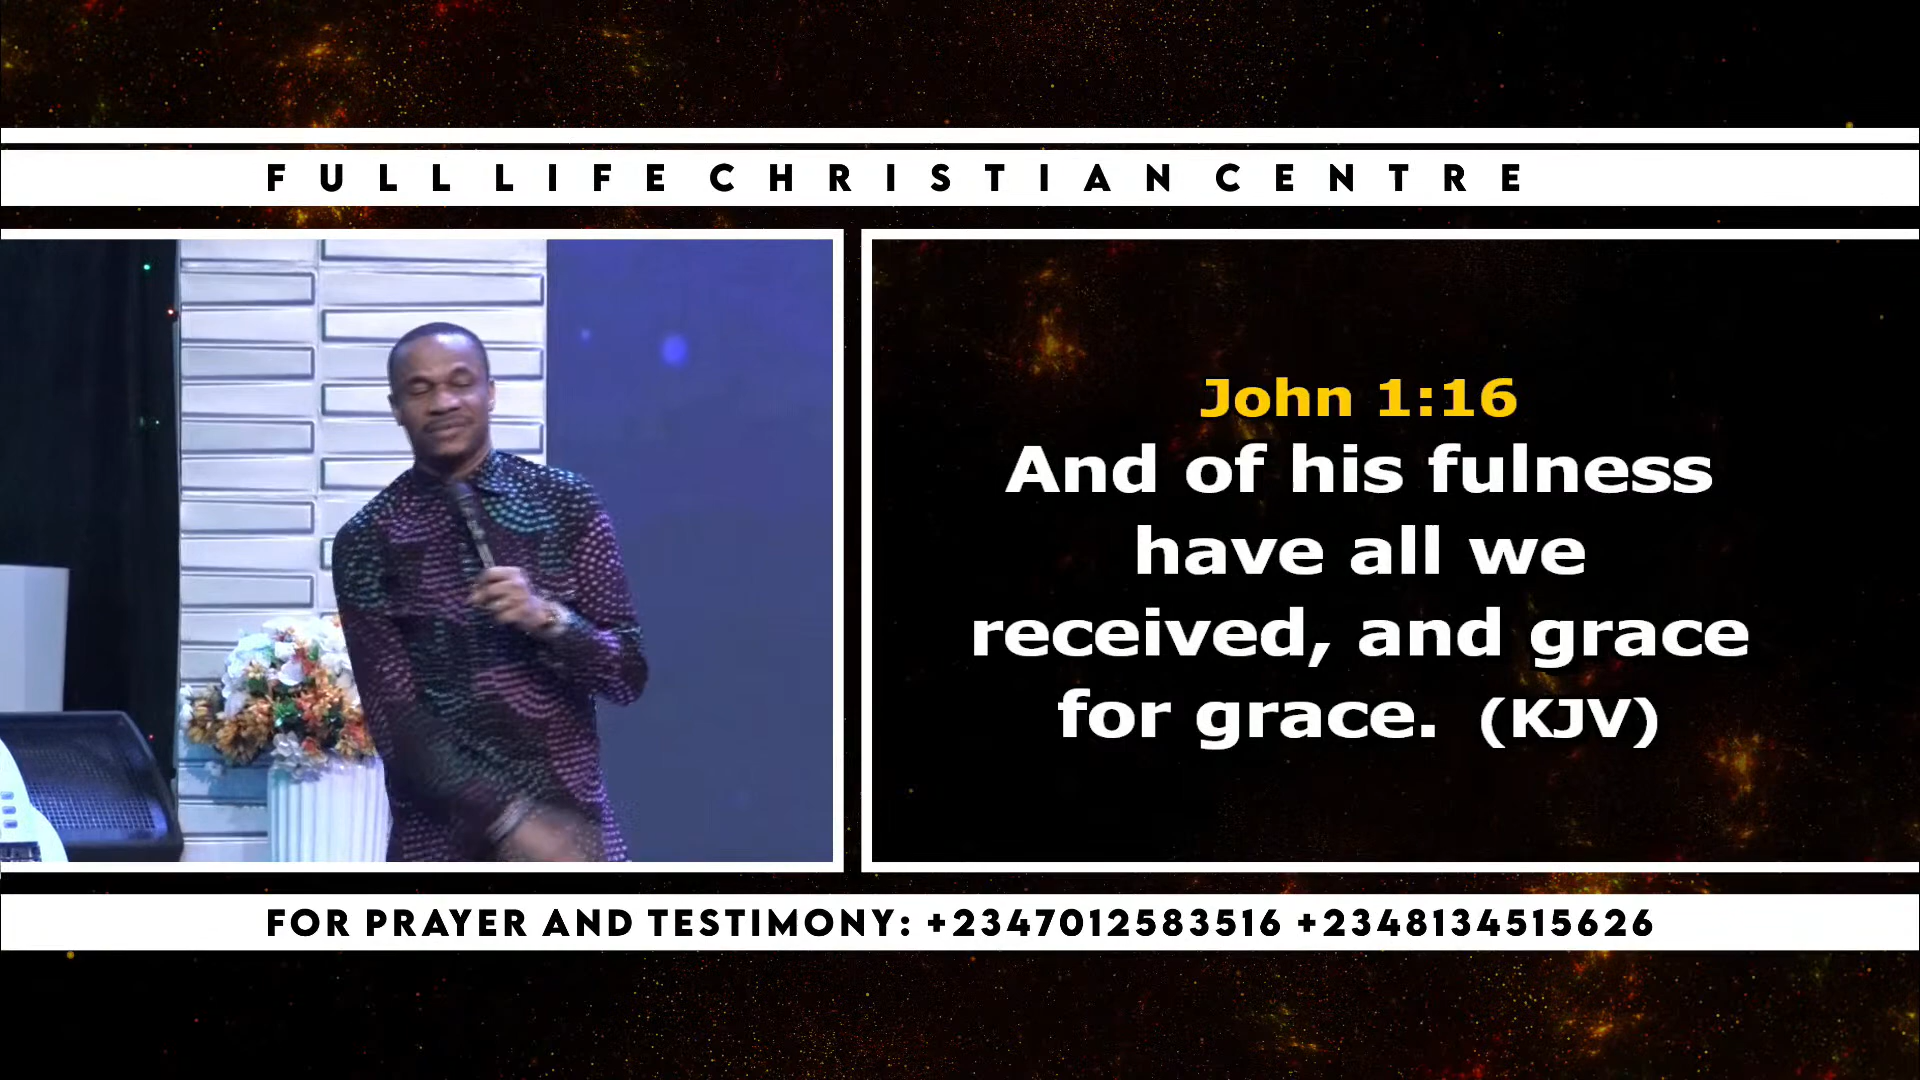 FULL LIFE CHRISTIAN CENTRE
John 1:16
And of his fulness
have all we
received, and grace
for grace. (KJV)
FOR PRAYER AND TESTIMONY: +2347012583516 +2348134515626